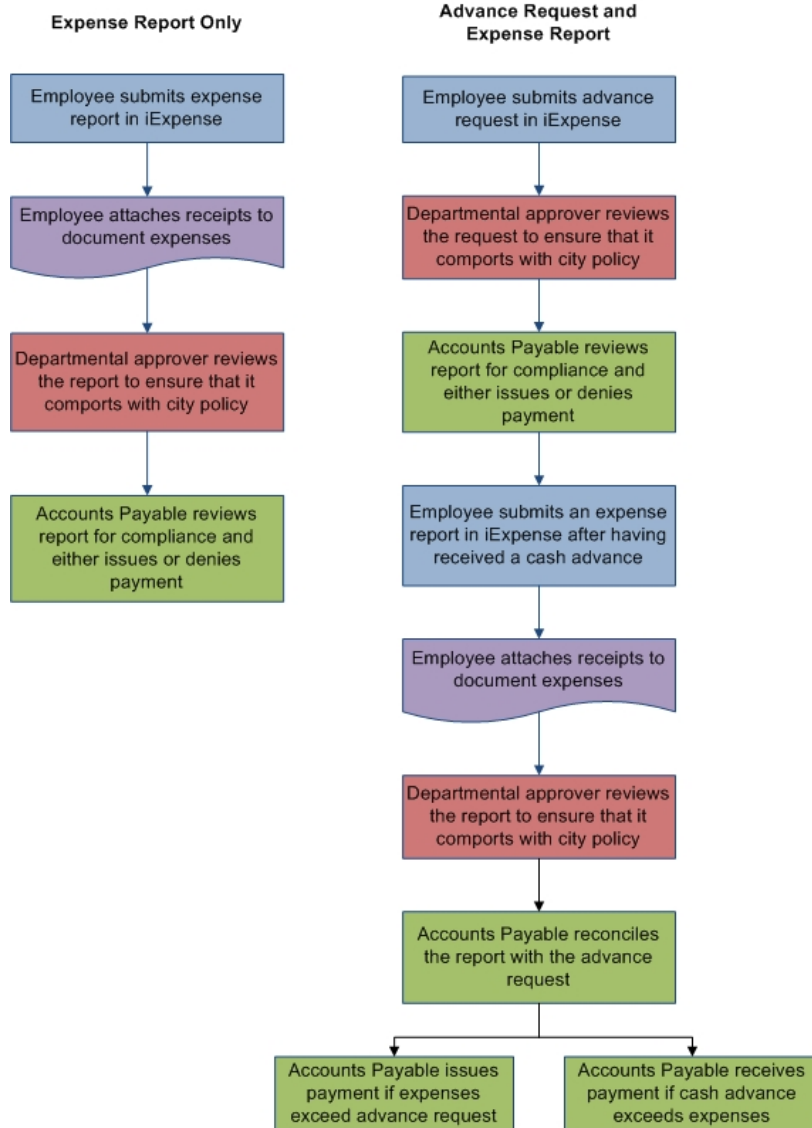 Expense Report Only
Employee submits expense
report in iExpense
Employee attaches receipts to
document expenses
Departmental approver reviews
the report to ensure that it
comports with city policy
Accounts Payable reviews
report for compliance and
either issues or denies
payment
Advance Request and
Expense Report
Employee submits advance
request in iExpense
Departmental approver reviews
the request to ensure that it
comports with city policy
Accounts Payable reviews
report for compliance and
either issues or denies
payment
Employee submits an expense
report in iExpense after having
received a cash advance
Employee attaches receipts to
document expenses
Departmental approver reviews
the report to ensure that it
comports with city policy
Accounts Payable reconciles
the report with the advance
request
Accounts Payable issues
payment if expenses
exceed advance request
Accounts Payable receives
payment if cash advance
exceeds expenses